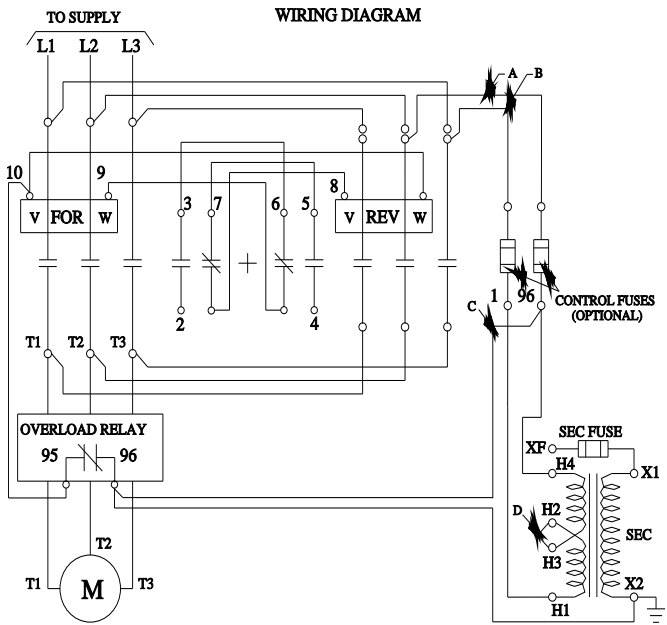 WIRING DIAGRAM
TO SUPPLY
L1 L2 L3
A B
10 9 8
V FOR W
3 7 6 5
V REV W
2 4
1 96
C
CONTROL FUSES
(OPTIONAL)
T1 T2 T3
OVERLOAD RELAY
95 96
SEC FUSE
XF
H4 X1
D
H2
SEC
H3
T2
T1 M T3
X2
H1